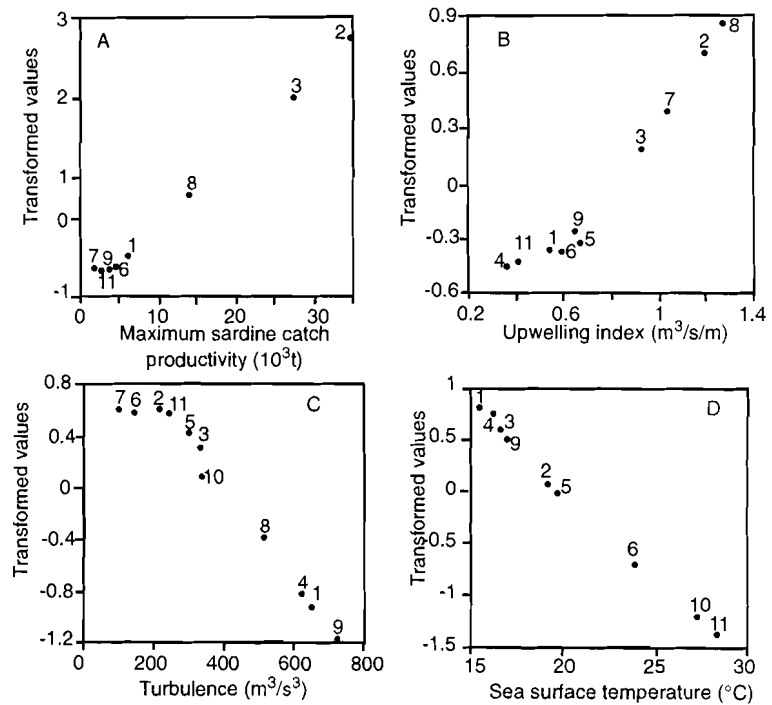 A
Transformed values
3
2
1
0
-1
2
3
8
1
7 9 6
11
0 10 20 30
Maximum sardine catch
productivity (10³t)
B
Transformed values
0.9
0.6
0.3
0
-0.3
-0.6
8
2
7
3
9
5
1
6
11
4
0.2 0.6 1 1.4
Upwelling index (m³/s/m)
C
Transformed values
0.8
0.4
0
-0.4
-0.8
-1.2
7 6 2 11
5
3
10
8
4 1
9
0 200 400 600 800
Turbulence (m³/s³)
D
Transformed values
1
0.5
0
-0.5
-1
-1.5
1
4 3
9
2
5
6
10
11
15 20 25 30
Sea surface temperature (°C)